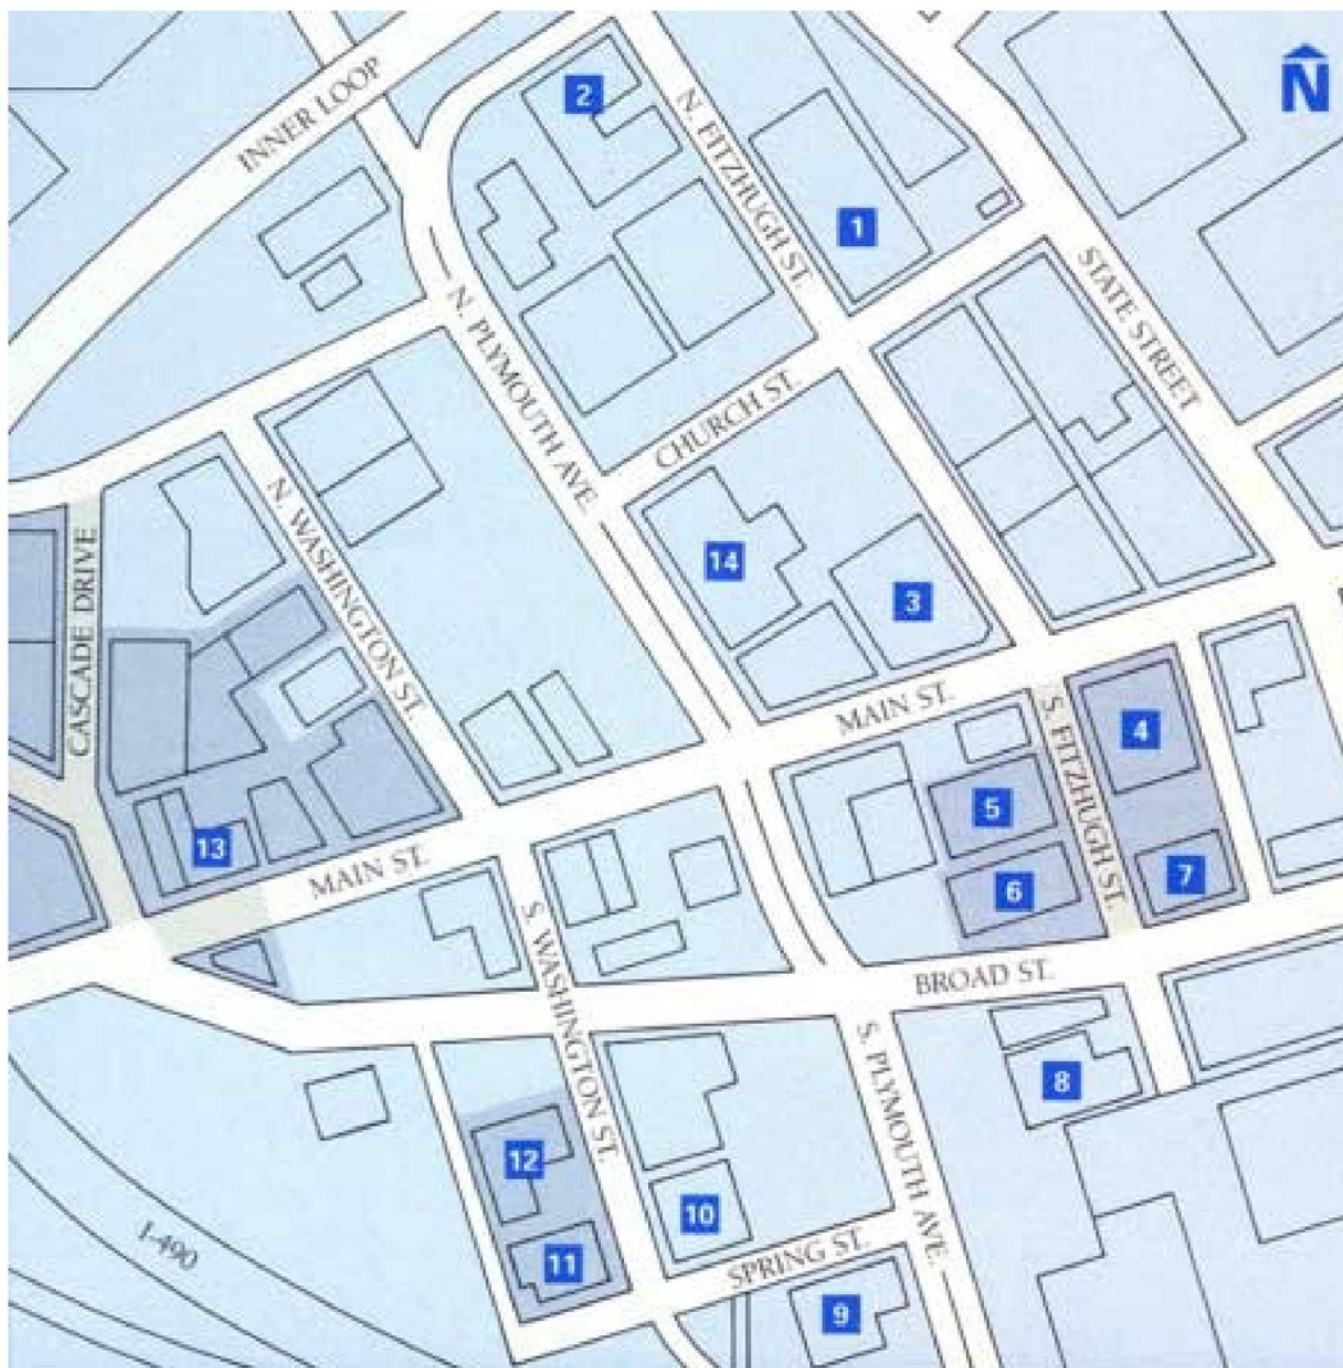 N
2
INNER LOOP
N. FITZHUGH ST.
1
STATE STREET
N. PLYMOUTH AVE.
CHURCH ST.
N. WASHINGTON ST.
14
3
CASCADE DRIVE
MAIN ST.
S. FITZHUGH ST.
4
5
13
MAIN ST.
6
7
S. WASHINGTON ST.
BROAD ST.
S. PLYMOUTH AVE.
8
12
10
I-490
11
SPRING ST.
9